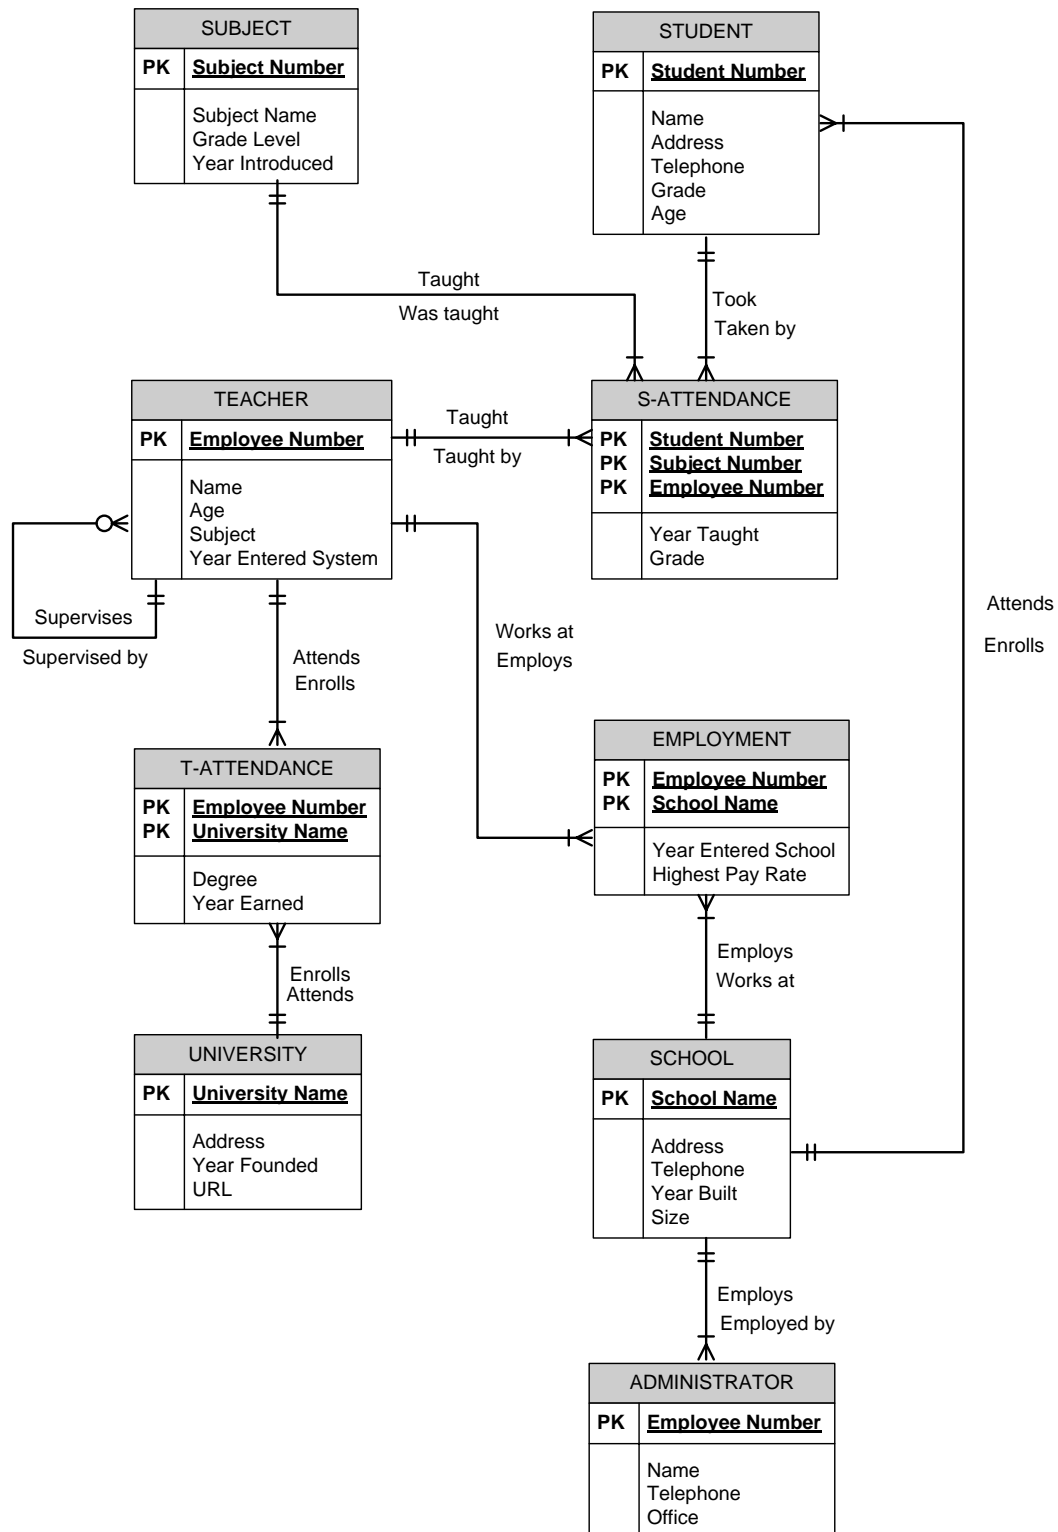 SUBJECT
PK Subject Number
Subject Name
Grade Level
Year Introduced
STUDENT
PK Student Number
Name
Address
Telephone
Grade
Age
Taught
Was taught
Took
Taken by
TEACHER
PK Employee Number
Name
Age
Subject
Year Entered System
Taught
Taught by
S-ATTENDANCE
PK Student Number
PK Subject Number
PK Employee Number
Year Taught
Grade
Supervises
Supervised by
Attends
Enrolls
Works at
Employs
Attends
Enrolls
T-ATTENDANCE
PK Employee Number
PK University Name
Degree
Year Earned
EMPLOYMENT
PK Employee Number
PK School Name
Year Entered School
Highest Pay Rate
Enrolls
Attends
Employs
Works at
UNIVERSITY
PK University Name
Address
Year Founded
URL
SCHOOL
PK School Name
Address
Telephone
Year Built
Size
Employs
Employed by
ADMINISTRATOR
PK Employee Number
Name
Telephone
Office